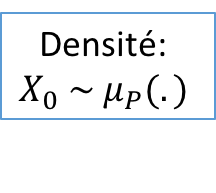 Densité:
X₀ ~ μ_P(.)